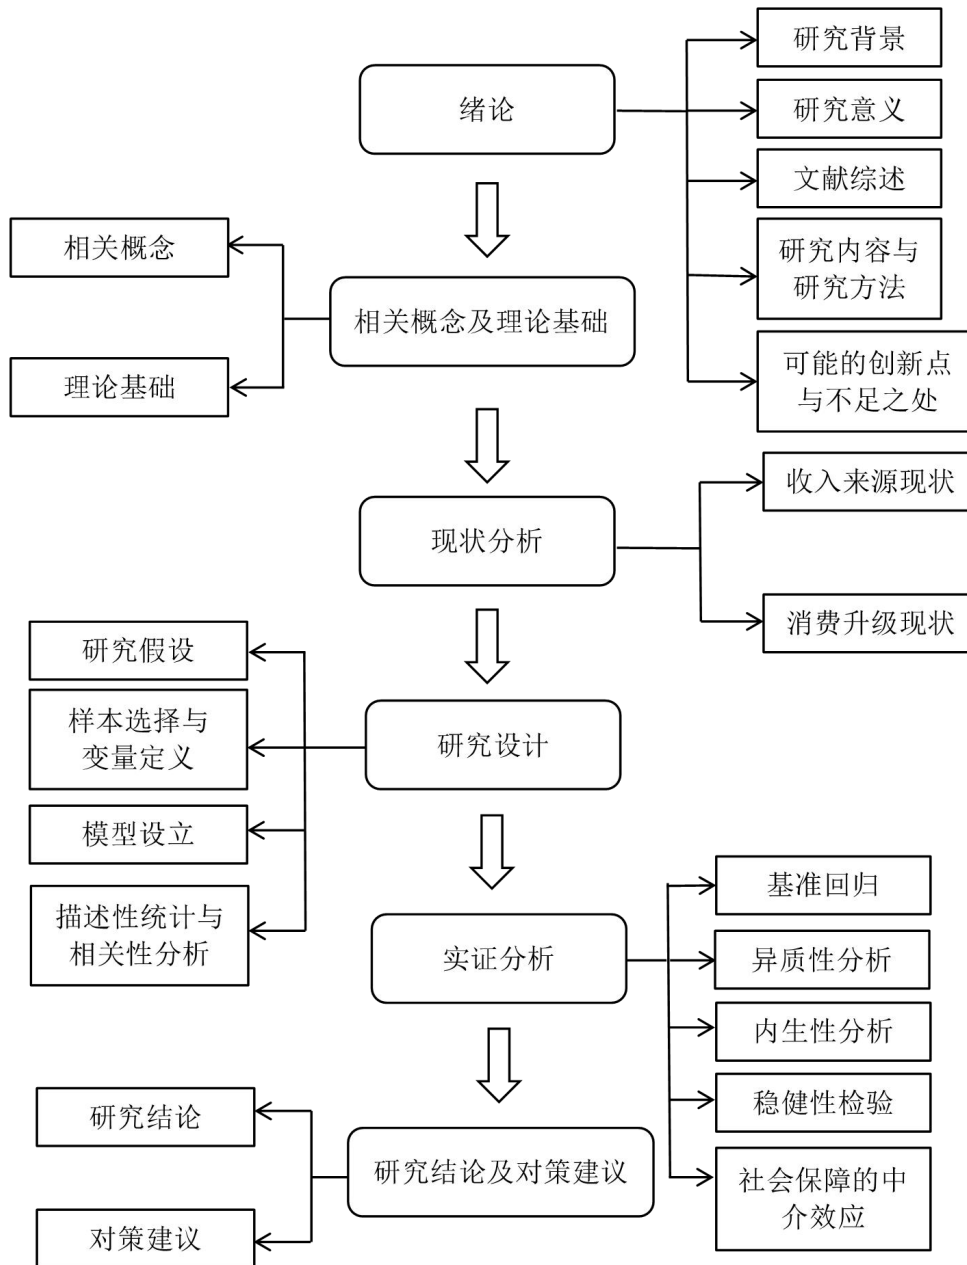 绪论
研究背景
研究意义
文献综述
研究内容与
研究方法
可能的创新点
与不足之处
相关概念及理论基础
相关概念
理论基础
现状分析
收入来源现状
消费升级现状
研究设计
研究假设
样本选择与
变量定义
模型设立
描述性统计与
相关性分析
实证分析
基准回归
异质性分析
内生性分析
稳健性检验
社会保障的中
介效应
研究结论及对策建议
研究结论
对策建议